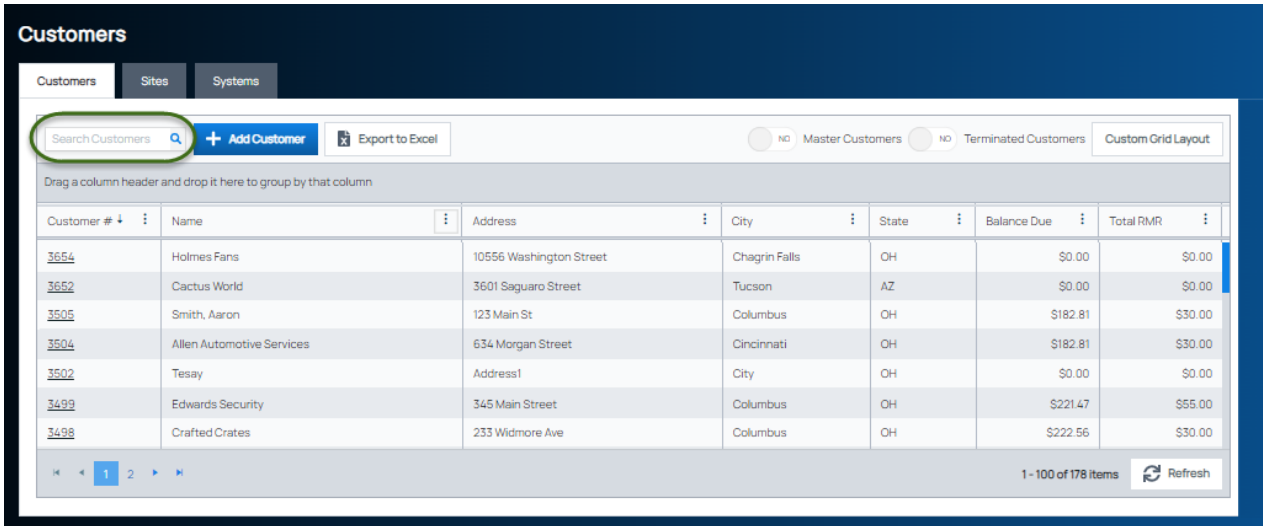 Customers
Customers Sites Systems
Search Customers + Add Customer Export to Excel NO Master Customers NO Terminated Customers Custom Grid Layout
Drag a column header and drop it here to group by that column
Customer # Name Address City State Balance Due Total RMR
3654 Holmes Fans 10556 Washington Street Chagrin Falls OH $0.00 $0.00
3652 Cactus World 3601 Saguaro Street Tucson AZ $0.00 $0.00
3505 Smith, Aaron 123 Main St Columbus OH $182.81 $30.00
3504 Allen Automotive Services 634 Morgan Street Cincinnati OH $182.81 $30.00
3502 Tesay Address1 City OH $0.00 $0.00
3499 Edwards Security 345 Main Street Columbus OH $221.47 $55.00
3498 Crafted Crates 233 Widmore Ave Columbus OH $222.56 $30.00
1 2 1 - 100 of 178 items Refresh